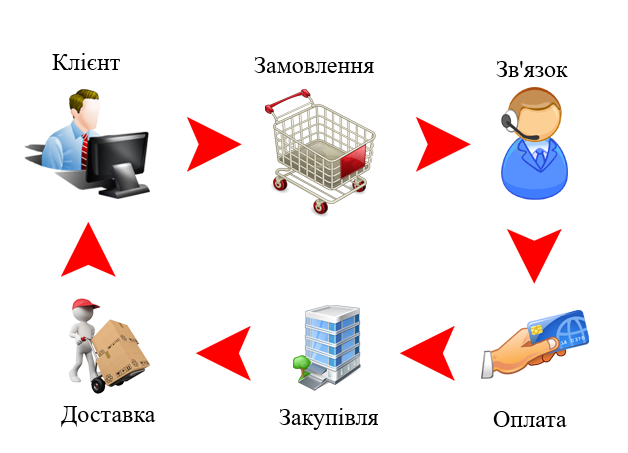 Клієнт
Замовлення
Зв'язок
Доставка
Закупівля
Оплата